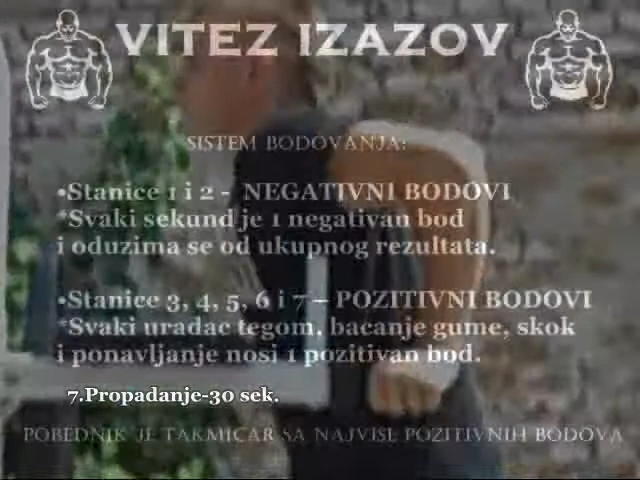 VITEZ IZAZOV
SISTEM BODOVANJA:
•Stanice 1 i 2 - NEGATIVNI BODOVI
*Svaki sekund je 1 negativan bod
i oduzima se od ukupnog rezultata.
•Stanice 3, 4, 5, 6 i 7 – POZITIVNI BODOVI
*Svaki uradac tegom, bacanje gume, skok
i ponavljanje nosi 1 pozitivan bod.
7.Propadanje-30 sek.
POBEDNIK JE TAKMICAR SA NAJVISE POZITIVNIH BODOVA